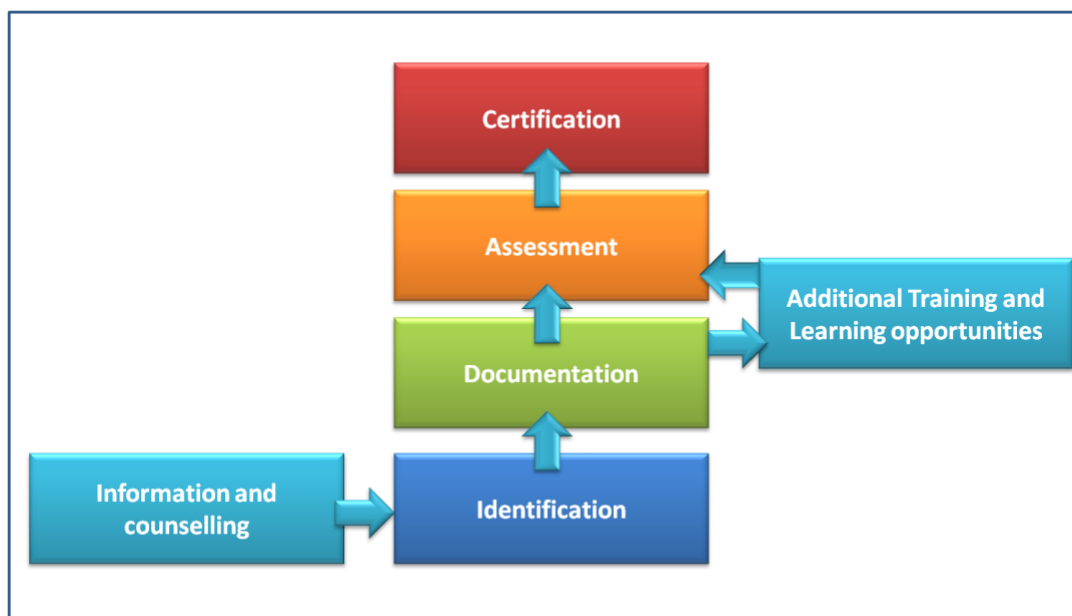 Certification
Assessment
Additional Training and
Learning opportunities
Documentation
Information and
counselling
Identification